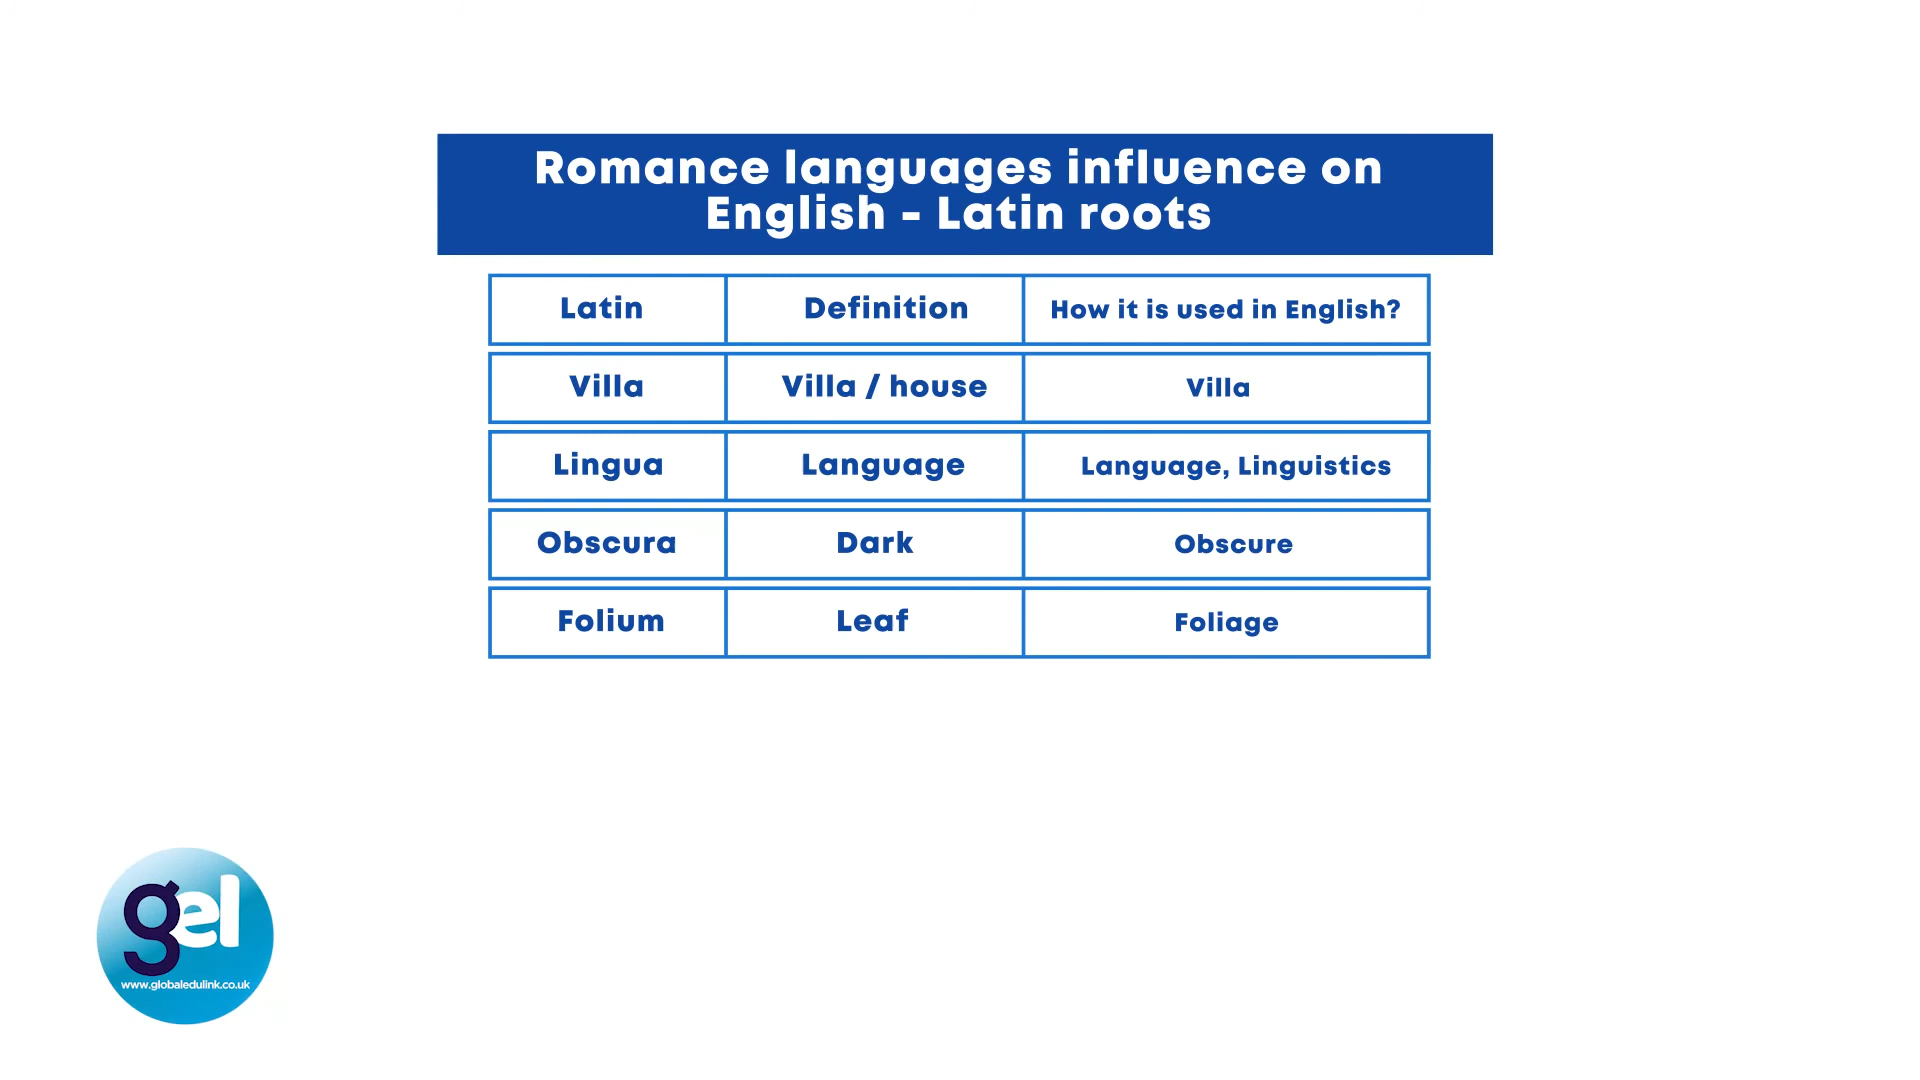 Romance languages influence on
English - Latin roots
Latin Definition How it is used in English?
Villa Villa / house Villa
Lingua Language Language, Linguistics
Obscura Dark Obscure
Folium Leaf Foliage
gel
www.globaledulink.co.uk